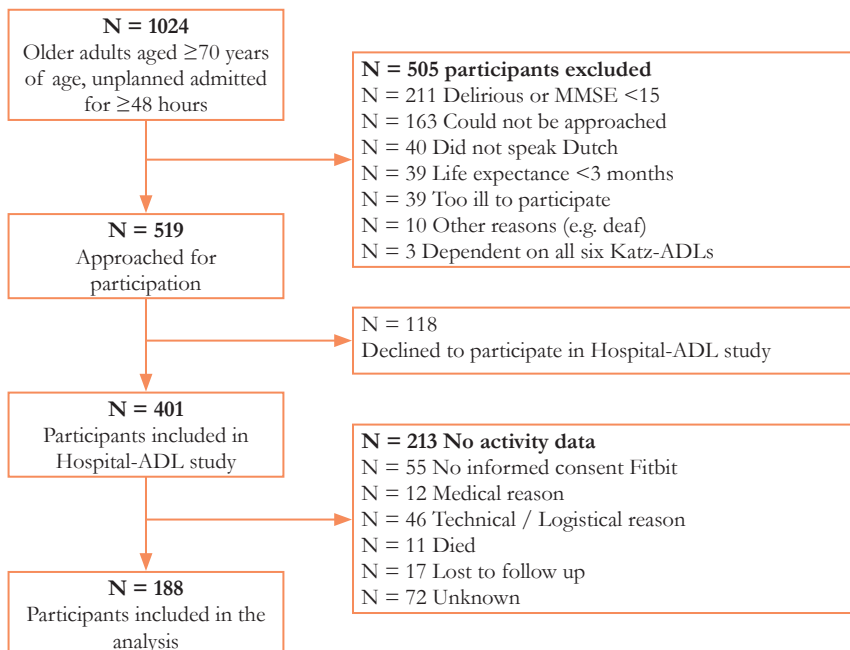 N = 1024
Older adults aged ≥70 years
of age, unplanned admitted
for ≥48 hours
N = 505 participants excluded
N = 211 Delirious or MMSE <15
N = 163 Could not be approached
N = 40 Did not speak Dutch
N = 39 Life expectance <3 months
N = 39 Too ill to participate
N = 10 Other reasons (e.g. deaf)
N = 3 Dependent on all six Katz-ADLs
N = 519
Approached for
participation
N = 118
Declined to participate in Hospital-ADL study
N = 401
Participants included in
Hospital-ADL study
N = 213 No activity data
N = 55 No informed consent Fitbit
N = 12 Medical reason
N = 46 Technical / Logistical reason
N = 11 Died
N = 17 Lost to follow up
N = 72 Unknown
N = 188
Participants included in the
analysis